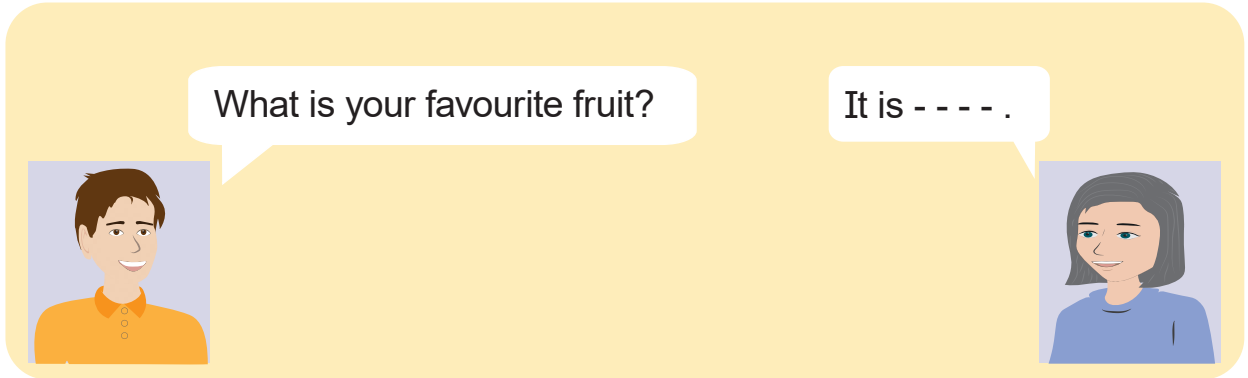 What is your favourite fruit?
It is - - - - .